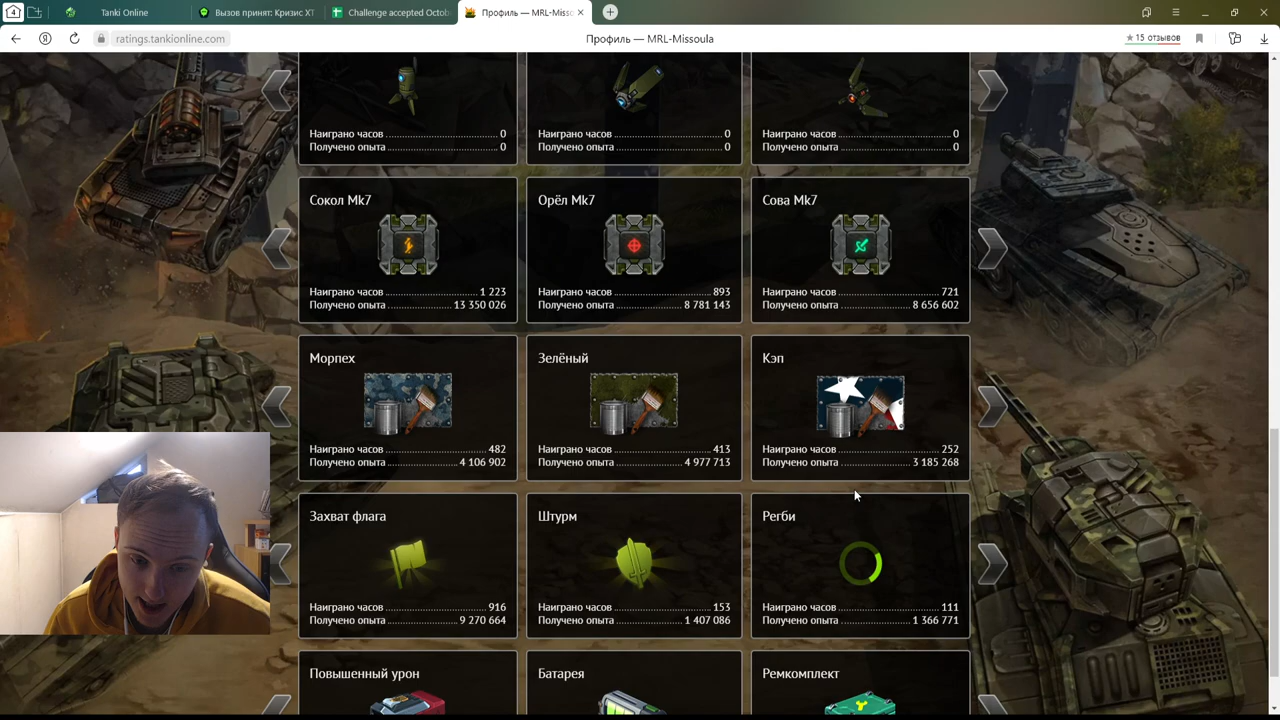 4
Tanki Online
Вызов принят: Кризис XT
Challenge accepted Octob
Профиль — MRL-Misso
ratings.tankionline.com
Профиль — MRL-Missoula
15 отзывов
Наиграно часов 0
Получено опыта 0
Наиграно часов 0
Получено опыта 0
Наиграно часов 0
Получено опыта 0
Сокол Mk7
Наиграно часов 1 223
Получено опыта 13 350 026
Орёл Mk7
Наиграно часов 893
Получено опыта 8 781 143
Сова Mk7
Наиграно часов 721
Получено опыта 8 656 602
Морпех
Наиграно часов 482
Получено опыта 4 106 902
Зелёный
Наиграно часов 413
Получено опыта 4 977 713
Кэп
Наиграно часов 252
Получено опыта 3 185 268
Захват флага
Наиграно часов 916
Получено опыта 9 270 664
Штурм
Наиграно часов 153
Получено опыта 1 407 086
Регби
Наиграно часов 111
Получено опыта 1 366 771
Повышенный урон
Батарея
Ремкомплект